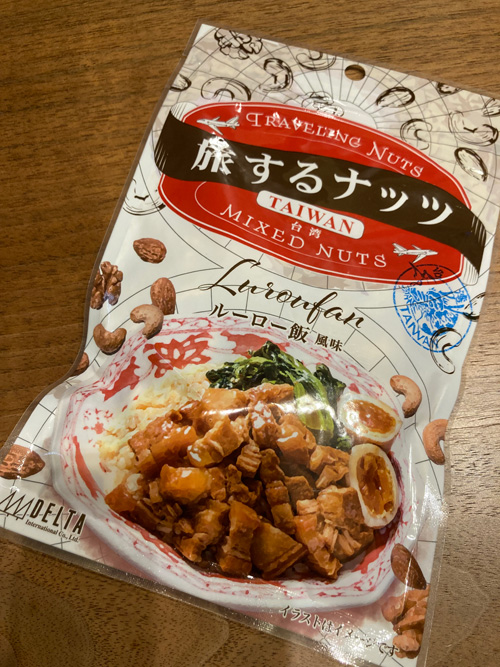 TRAVELING NUTS
旅するナッツ
TAIWAN
台湾
MIXED NUTS
Luroufan
ルーロー飯 風味
TAIWAN
DELTA
International Co., Ltd.
イラストはイメージです